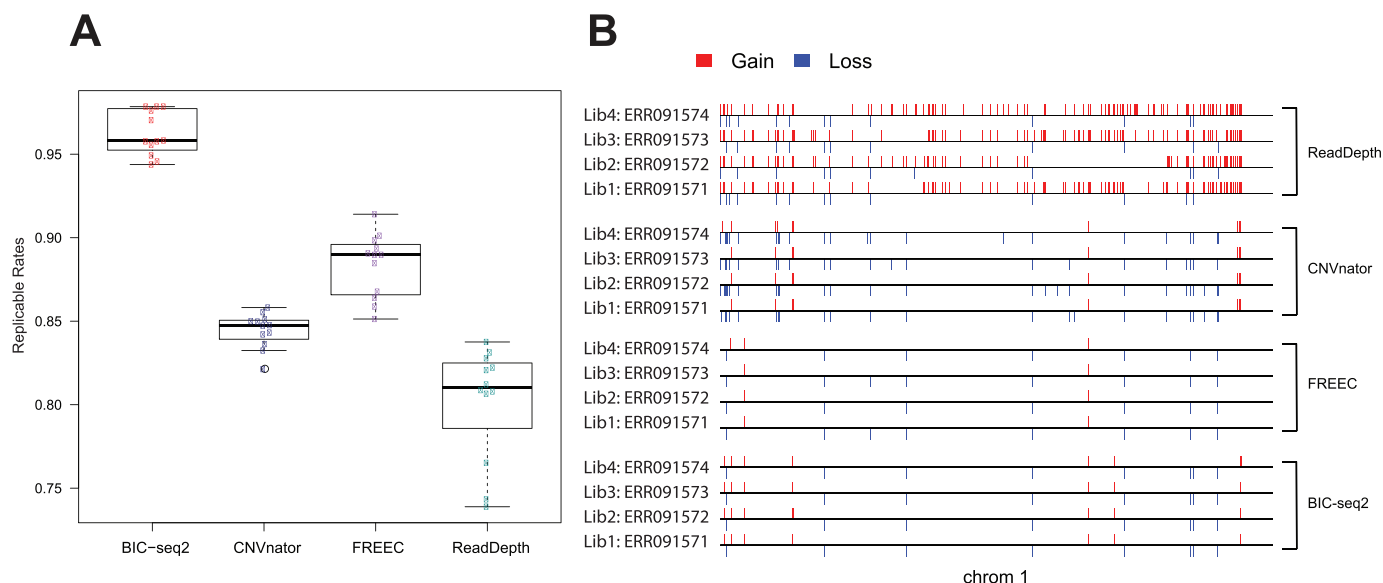 A
Replicable Rates
0.95
0.90
0.85
0.80
0.75
BIC−seq2
CNVnator
FREEC
ReadDepth
B
Gain
Loss
Lib4: ERR091574
Lib3: ERR091573
Lib2: ERR091572
Lib1: ERR091571
ReadDepth
Lib4: ERR091574
Lib3: ERR091573
Lib2: ERR091572
Lib1: ERR091571
CNVnator
Lib4: ERR091574
Lib3: ERR091573
Lib2: ERR091572
Lib1: ERR091571
FREEC
Lib4: ERR091574
Lib3: ERR091573
Lib2: ERR091572
Lib1: ERR091571
BIC-seq2
chrom 1